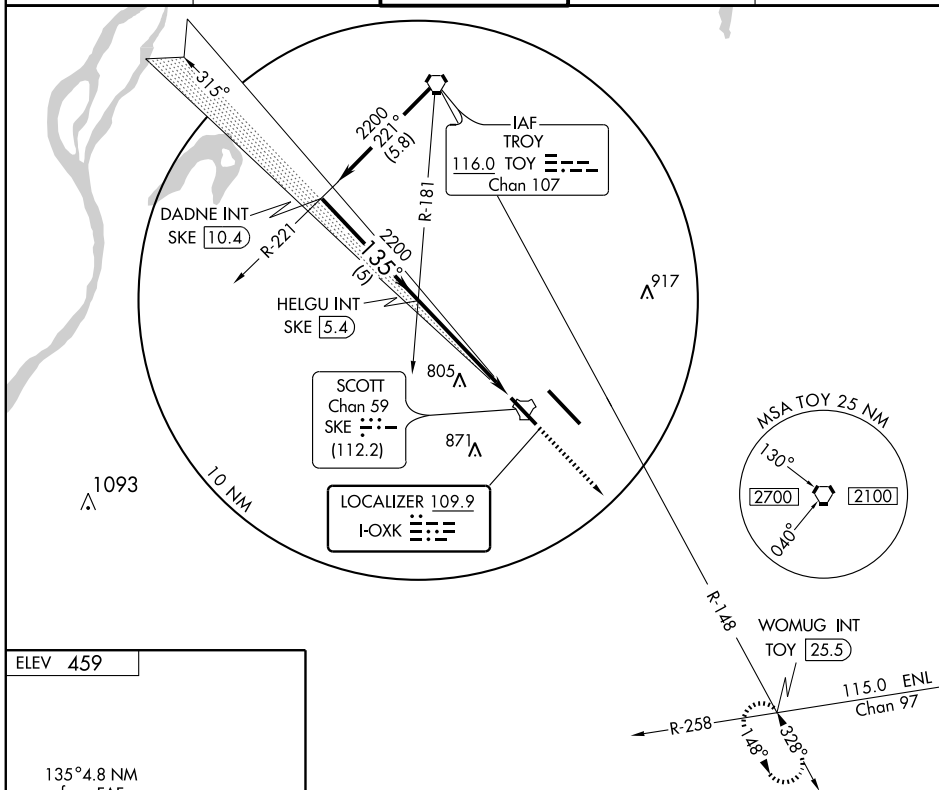 315°
2200
221°
(5.8)
IAF
TROY
116.0 TOY
Chan 107
R-181
DADNE INT
SKE 10.4
R-221
2200
135°
(5)
HELGU INT
SKE 5.4
917
805
SCOTT
Chan 59
SKE
(112.2)
871
1093
10 NM
LOCALIZER 109.9
I-OXK
MSA TOY 25 NM
130°
2700
2100
040°
R-148
WOMUG INT
TOY 25.5
115.0 ENL
Chan 97
R-258
148°
328°
ELEV 459
135° 4.8 NM